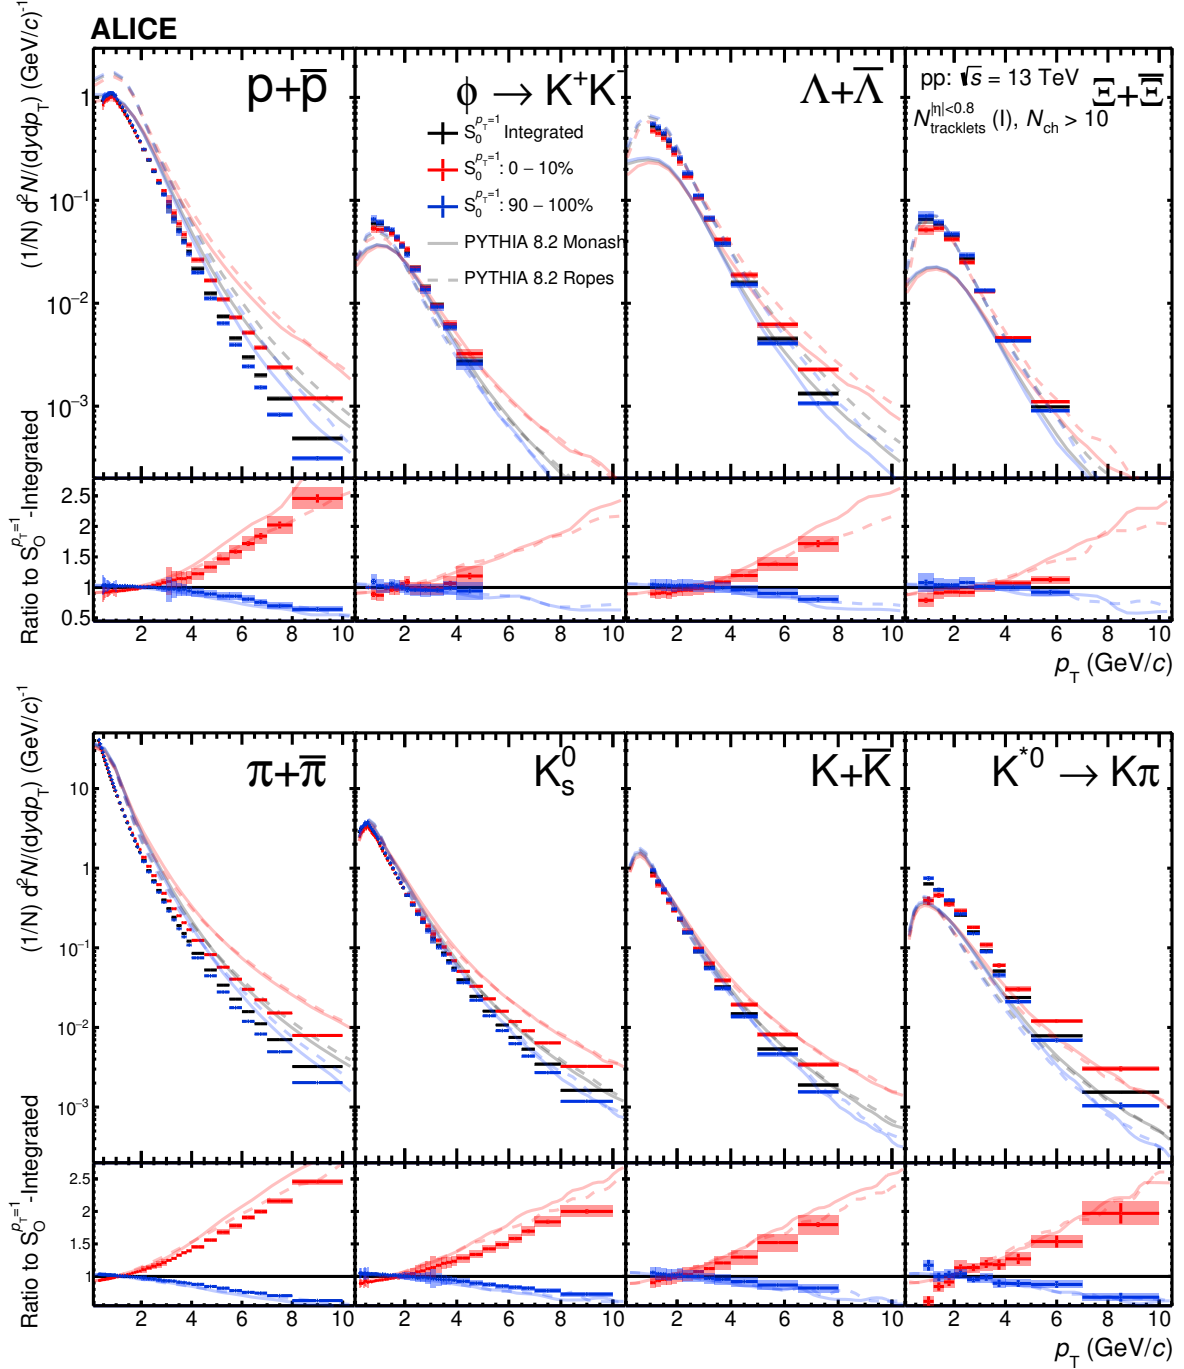 ALICE
(1/N) d²N/(dydp_T) (GeV/c)⁻¹
p+p̅
ϕ → K⁺K⁻
Λ+Λ̅
pp: √s = 13 TeV
Ξ+Ξ̅
N_tracklets^|η|<0.8 (I), N_ch > 10
S_0^{p_T=1} Integrated
S_0^{p_T=1}: 0 – 10%
S_0^{p_T=1}: 90 – 100%
PYTHIA 8.2 Monash
PYTHIA 8.2 Ropes
1
10⁻¹
10⁻²
10⁻³
Ratio to S_O^{p_T=1}-Integrated
2.5
2
1.5
1
0.5
2 4 6 8 10 2 4 6 8 10 2 4 6 8 10 2 4 6 8 10
p_T (GeV/c)
(1/N) d²N/(dydp_T) (GeV/c)⁻¹
π+π̅
K_s^0
K+K̅
K*⁰ → Kπ
10
1
10⁻¹
10⁻²
10⁻³
Ratio to S_O^{p_T=1}-Integrated
2.5
2
1.5
1
2 4 6 8 10 2 4 6 8 10 2 4 6 8 10 2 4 6 8 10
p_T (GeV/c)